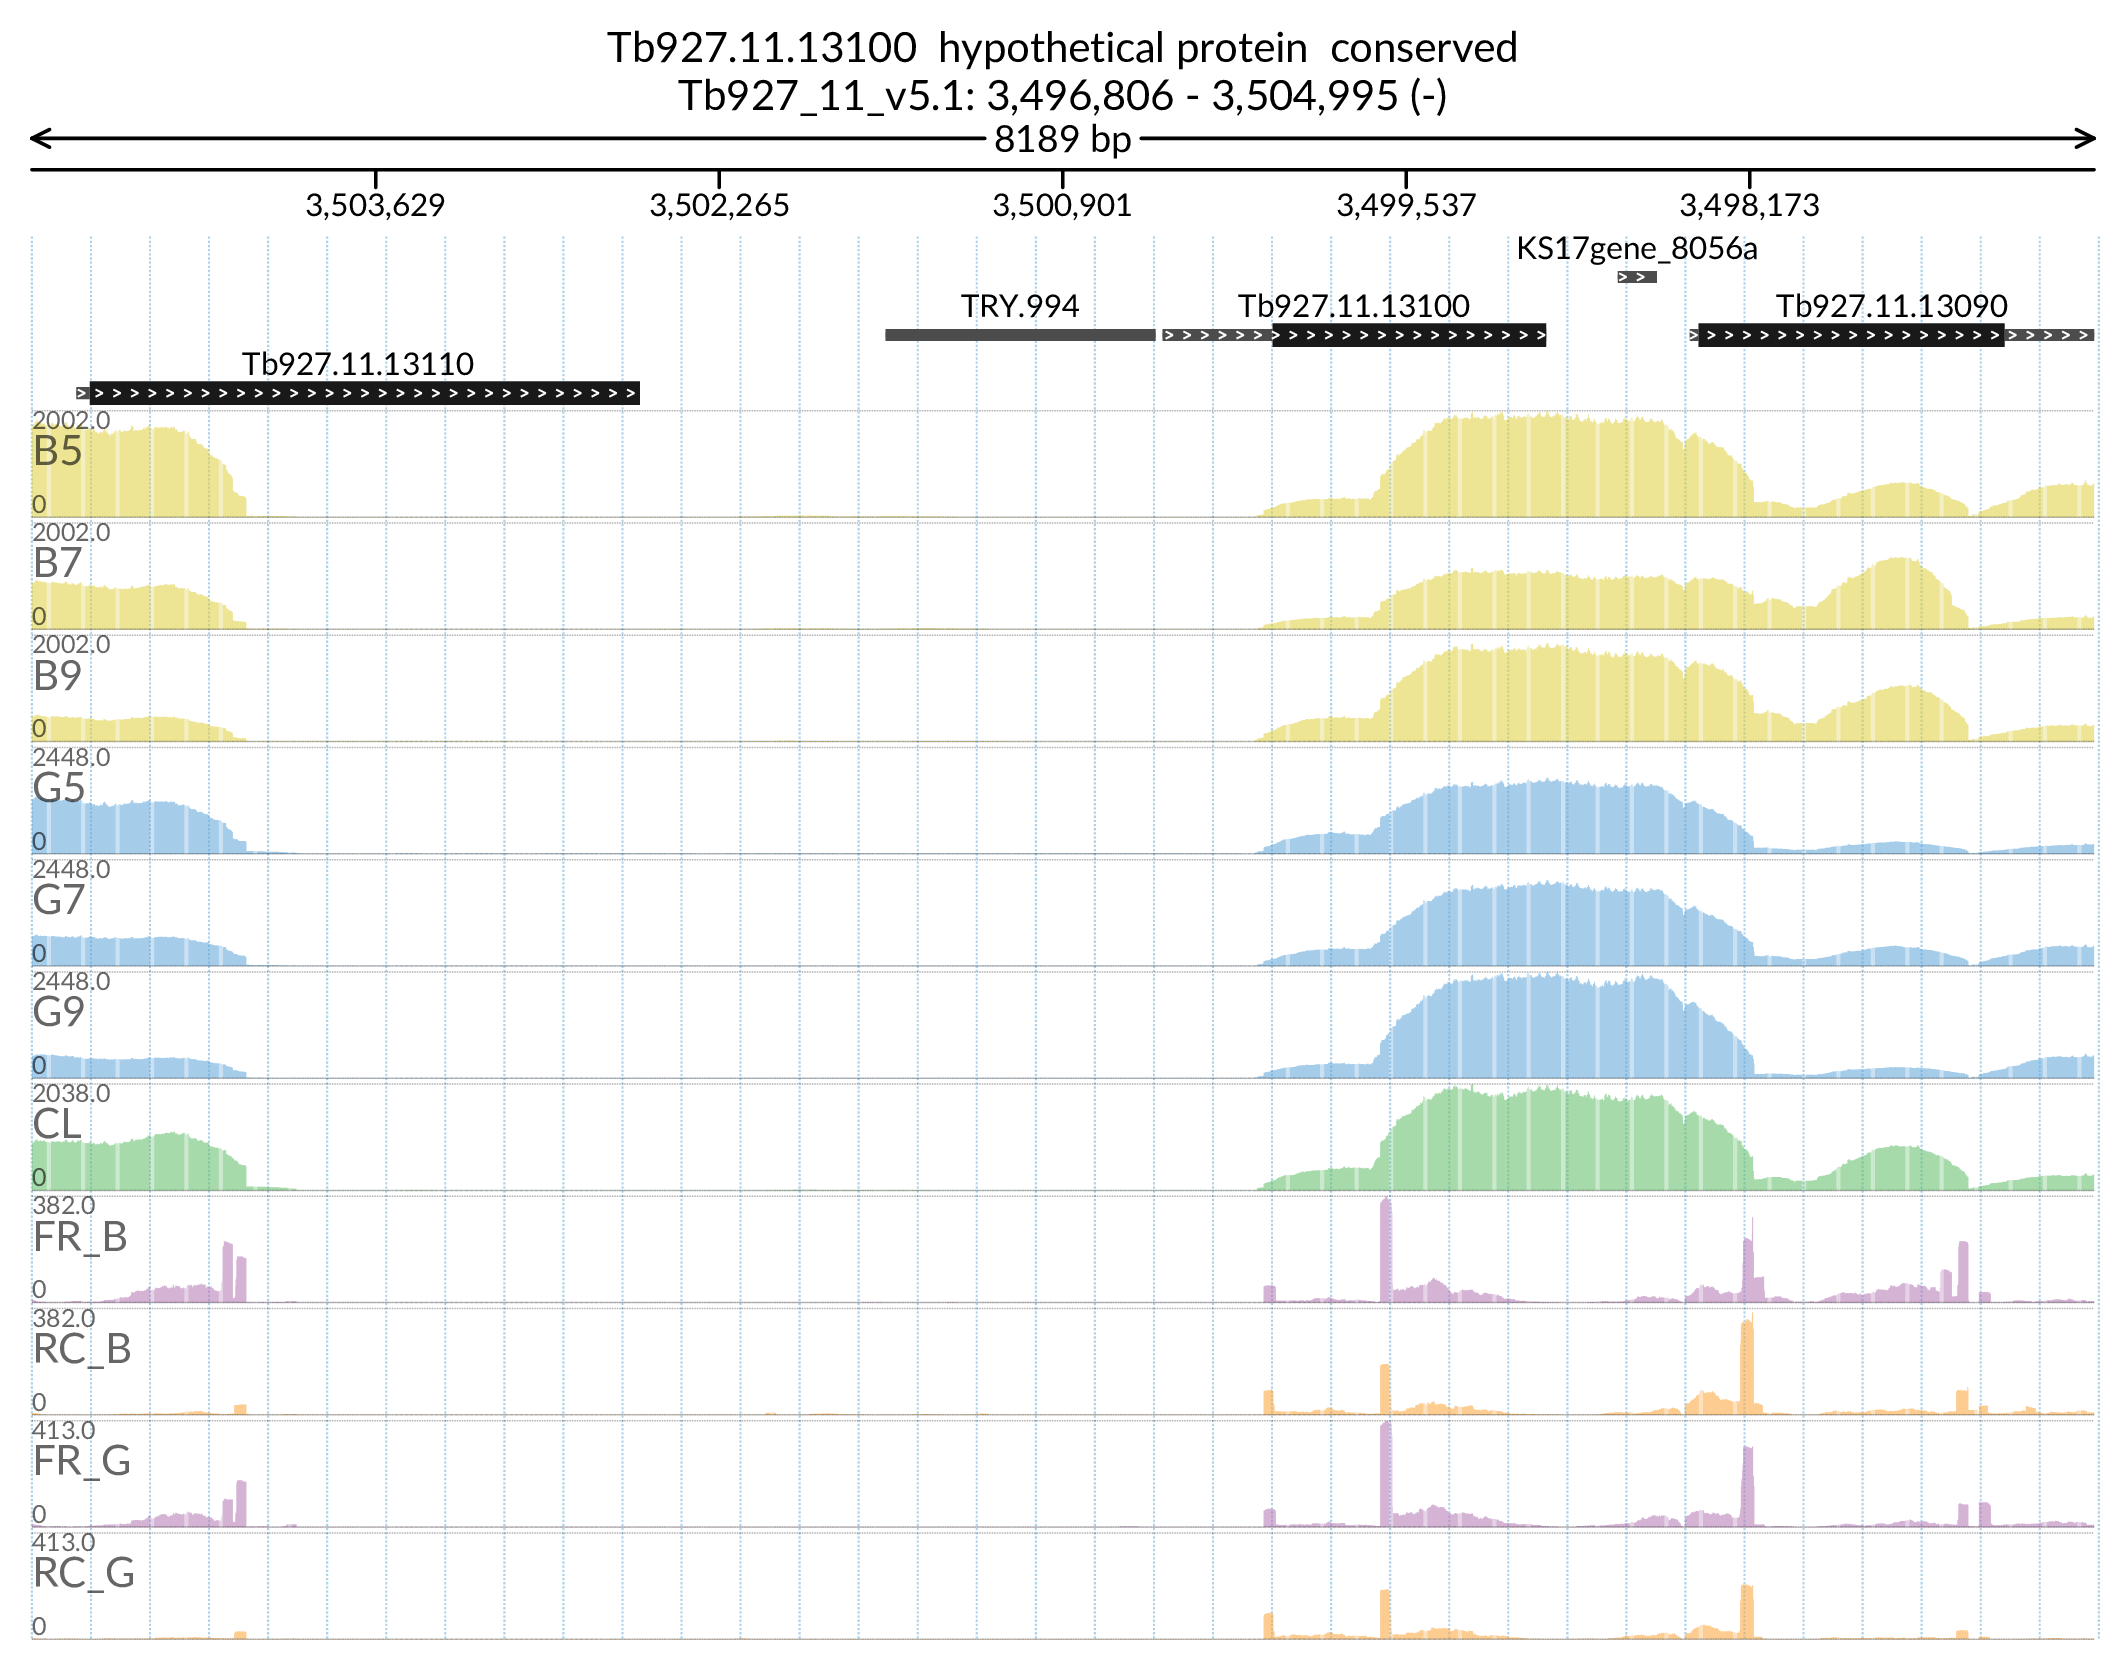 Tb927.11.13100 hypothetical protein conserved
Tb927_11_v5.1: 3,496,806 - 3,504,995 (-)
8189 bp
3,503,629 3,502,265 3,500,901 3,499,537 3,498,173
KS17gene_8056a
TRY.994 Tb927.11.13100 Tb927.11.13090
Tb927.11.13110
2002.0
B5
0
2002.0
B7
0
2002.0
B9
0
2448.0
G5
0
2448.0
G7
0
2448.0
G9
0
2038.0
CL
0
382.0
FR_B
0
382.0
RC_B
0
413.0
FR_G
0
413.0
RC_G
0